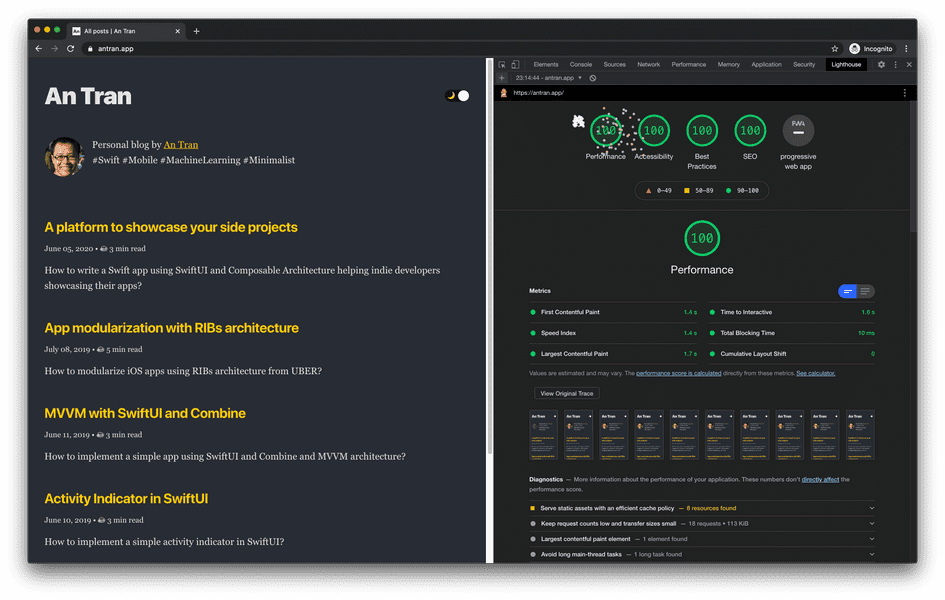 All posts | An Tran
antran.app
Incognito
An Tran
Personal blog by An Tran
#Swift #Mobile #MachineLearning #Minimalist
A platform to showcase your side projects
June 05, 2020 • ☕ 3 min read
How to write a Swift app using SwiftUI and Composable Architecture helping indie developers
showcasing their apps?
App modularization with RIBs architecture
July 08, 2019 • ☕ 5 min read
How to modularize iOS apps using RIBs architecture from UBER?
MVVM with SwiftUI and Combine
June 11, 2019 • ☕ 3 min read
How to implement a simple app using SwiftUI and Combine and MVVM architecture?
Activity Indicator in SwiftUI
June 10, 2019 • ☕ 3 min read
How to implement a simple activity indicator in SwiftUI?
Elements Console Sources Network Performance Memory Application Security Lighthouse
23:14:44 - antran.app
https://antran.app/
100 100 100 100 PWA
Performance Accessibility Best Practices SEO progressive web app
0–49 50–89 90–100
100
Performance
Metrics
First Contentful Paint 1.4 s Time to Interactive 1.6 s
Speed Index 1.4 s Total Blocking Time 10 ms
Largest Contentful Paint 1.7 s Cumulative Layout Shift 0
Values are estimated and may vary. The performance score is calculated directly from these metrics. See calculator.
View Original Trace
Diagnostics — More information about the performance of your application. These numbers don't directly affect the
performance score.
Serve static assets with an efficient cache policy — 8 resources found
Keep request counts low and transfer sizes small — 18 requests • 113 KiB
Largest contentful paint element — 1 element found
Avoid long main-thread tasks — 1 long task found